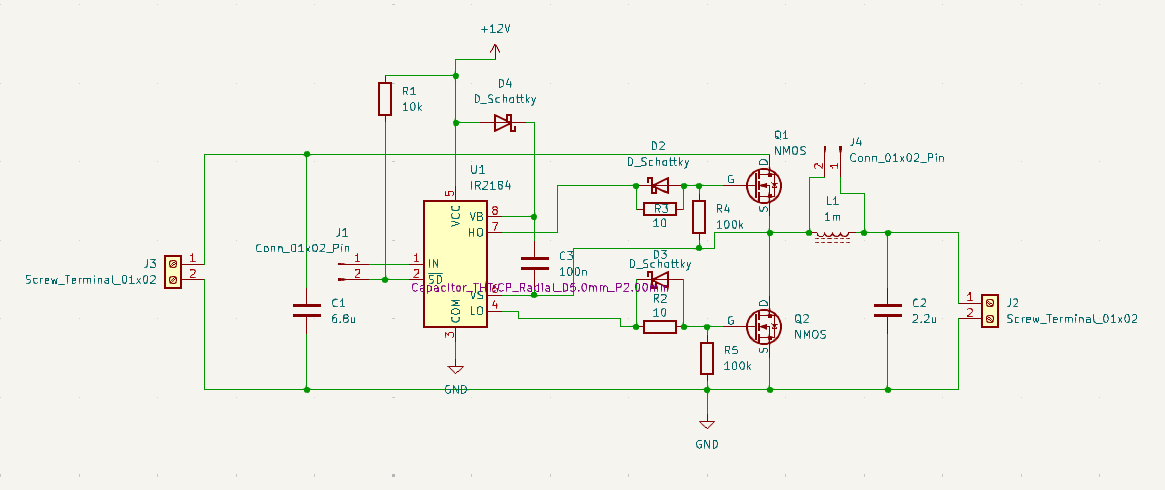 +12V
D4
D_Schottky
R1
10k
Q1
NMOS
D
G
S
J4
Conn_01x02_Pin
2
1
D2
D_Schottky
R3
10
R4
100k
L1
1m
U1
IR2184
5
VCC
VB
8
HO
7
J1
Conn_01x02_Pin
1
2
1
IN
2
SD
C3
100n
D3
D_Schottky
J3
Screw_Terminal_01x02
1
2
Capacitor_THT:CP_Radial_D5.0mm_P2.00mm
VS
6
LO
4
COM
3
R2
10
C1
6.8u
D
G
S
Q2
NMOS
C2
2.2u
1
2
J2
Screw_Terminal_01x02
R5
100k
GND
GND